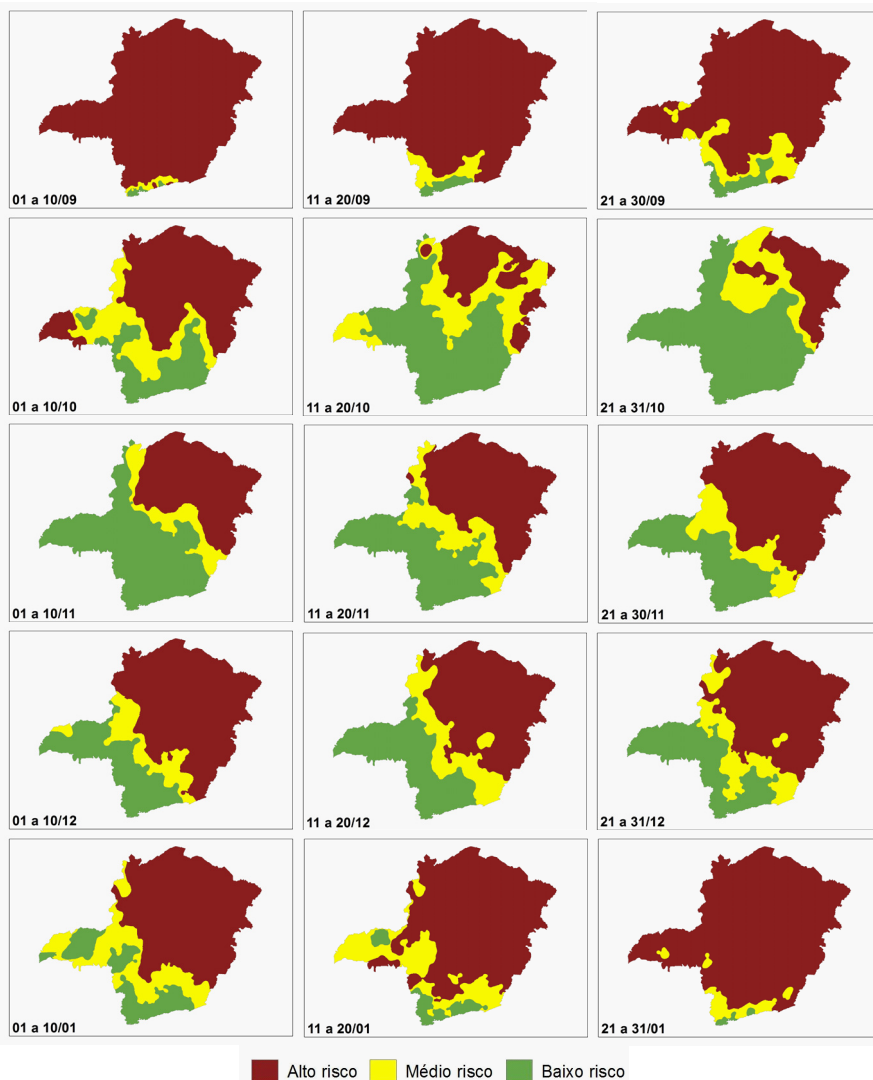 01 a 10/09
11 a 20/09
21 a 30/09
01 a 10/10
11 a 20/10
21 a 31/10
01 a 10/11
11 a 20/11
21 a 30/11
01 a 10/12
11 a 20/12
21 a 31/12
01 a 10/01
11 a 20/01
21 a 31/01
Alto risco Médio risco Baixo risco